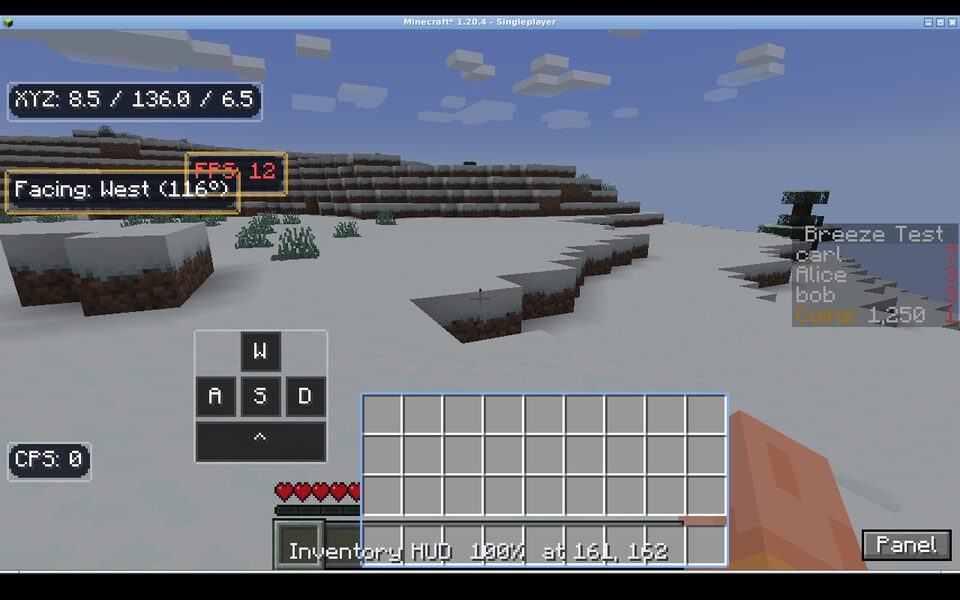 Minecraft* 1.20.4 - Singleplayer
XYZ: 8.5 / 136.0 / 6.5
FPS: 12
Facing: West (116°)
Breeze Test
carl
Alice
bob
Coins: 1,250 1
W
A S D
^
CPS: 0
Inventory HUD 100% at 161, 162
Panel